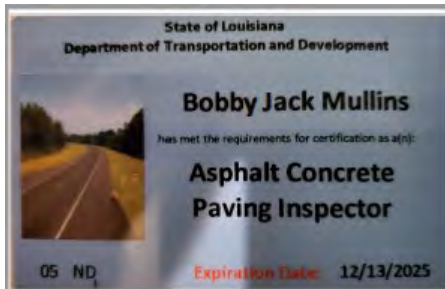 State of Louisiana
Department of Transportation and Development
Bobby Jack Mullins
has met the requirements for certification as a(n):
Asphalt Concrete
Paving Inspector
05 ND
Expiration Date: 12/13/2025